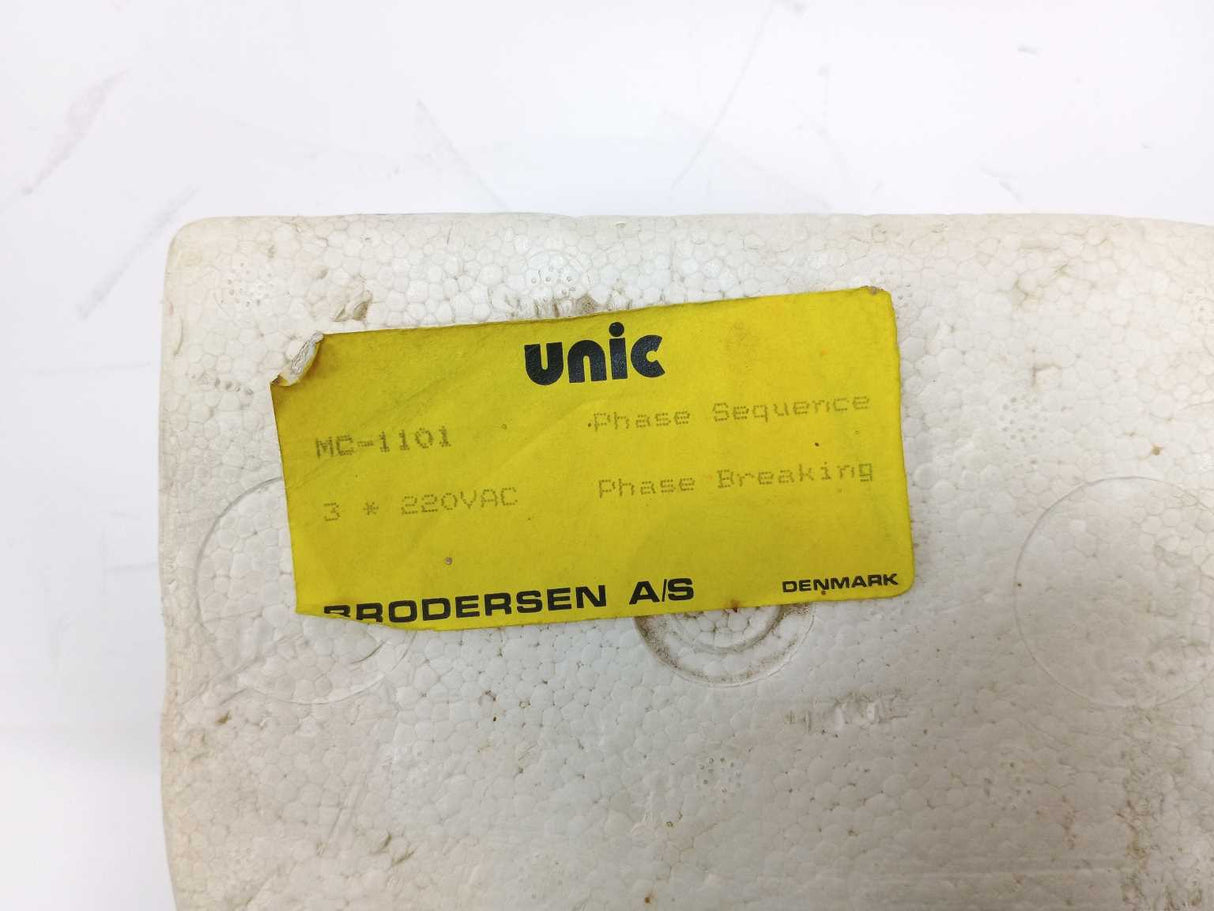 unic
MC-1101 Phase Sequence
3 * 220VAC Phase Breaking
BRODERSEN A/S DENMARK